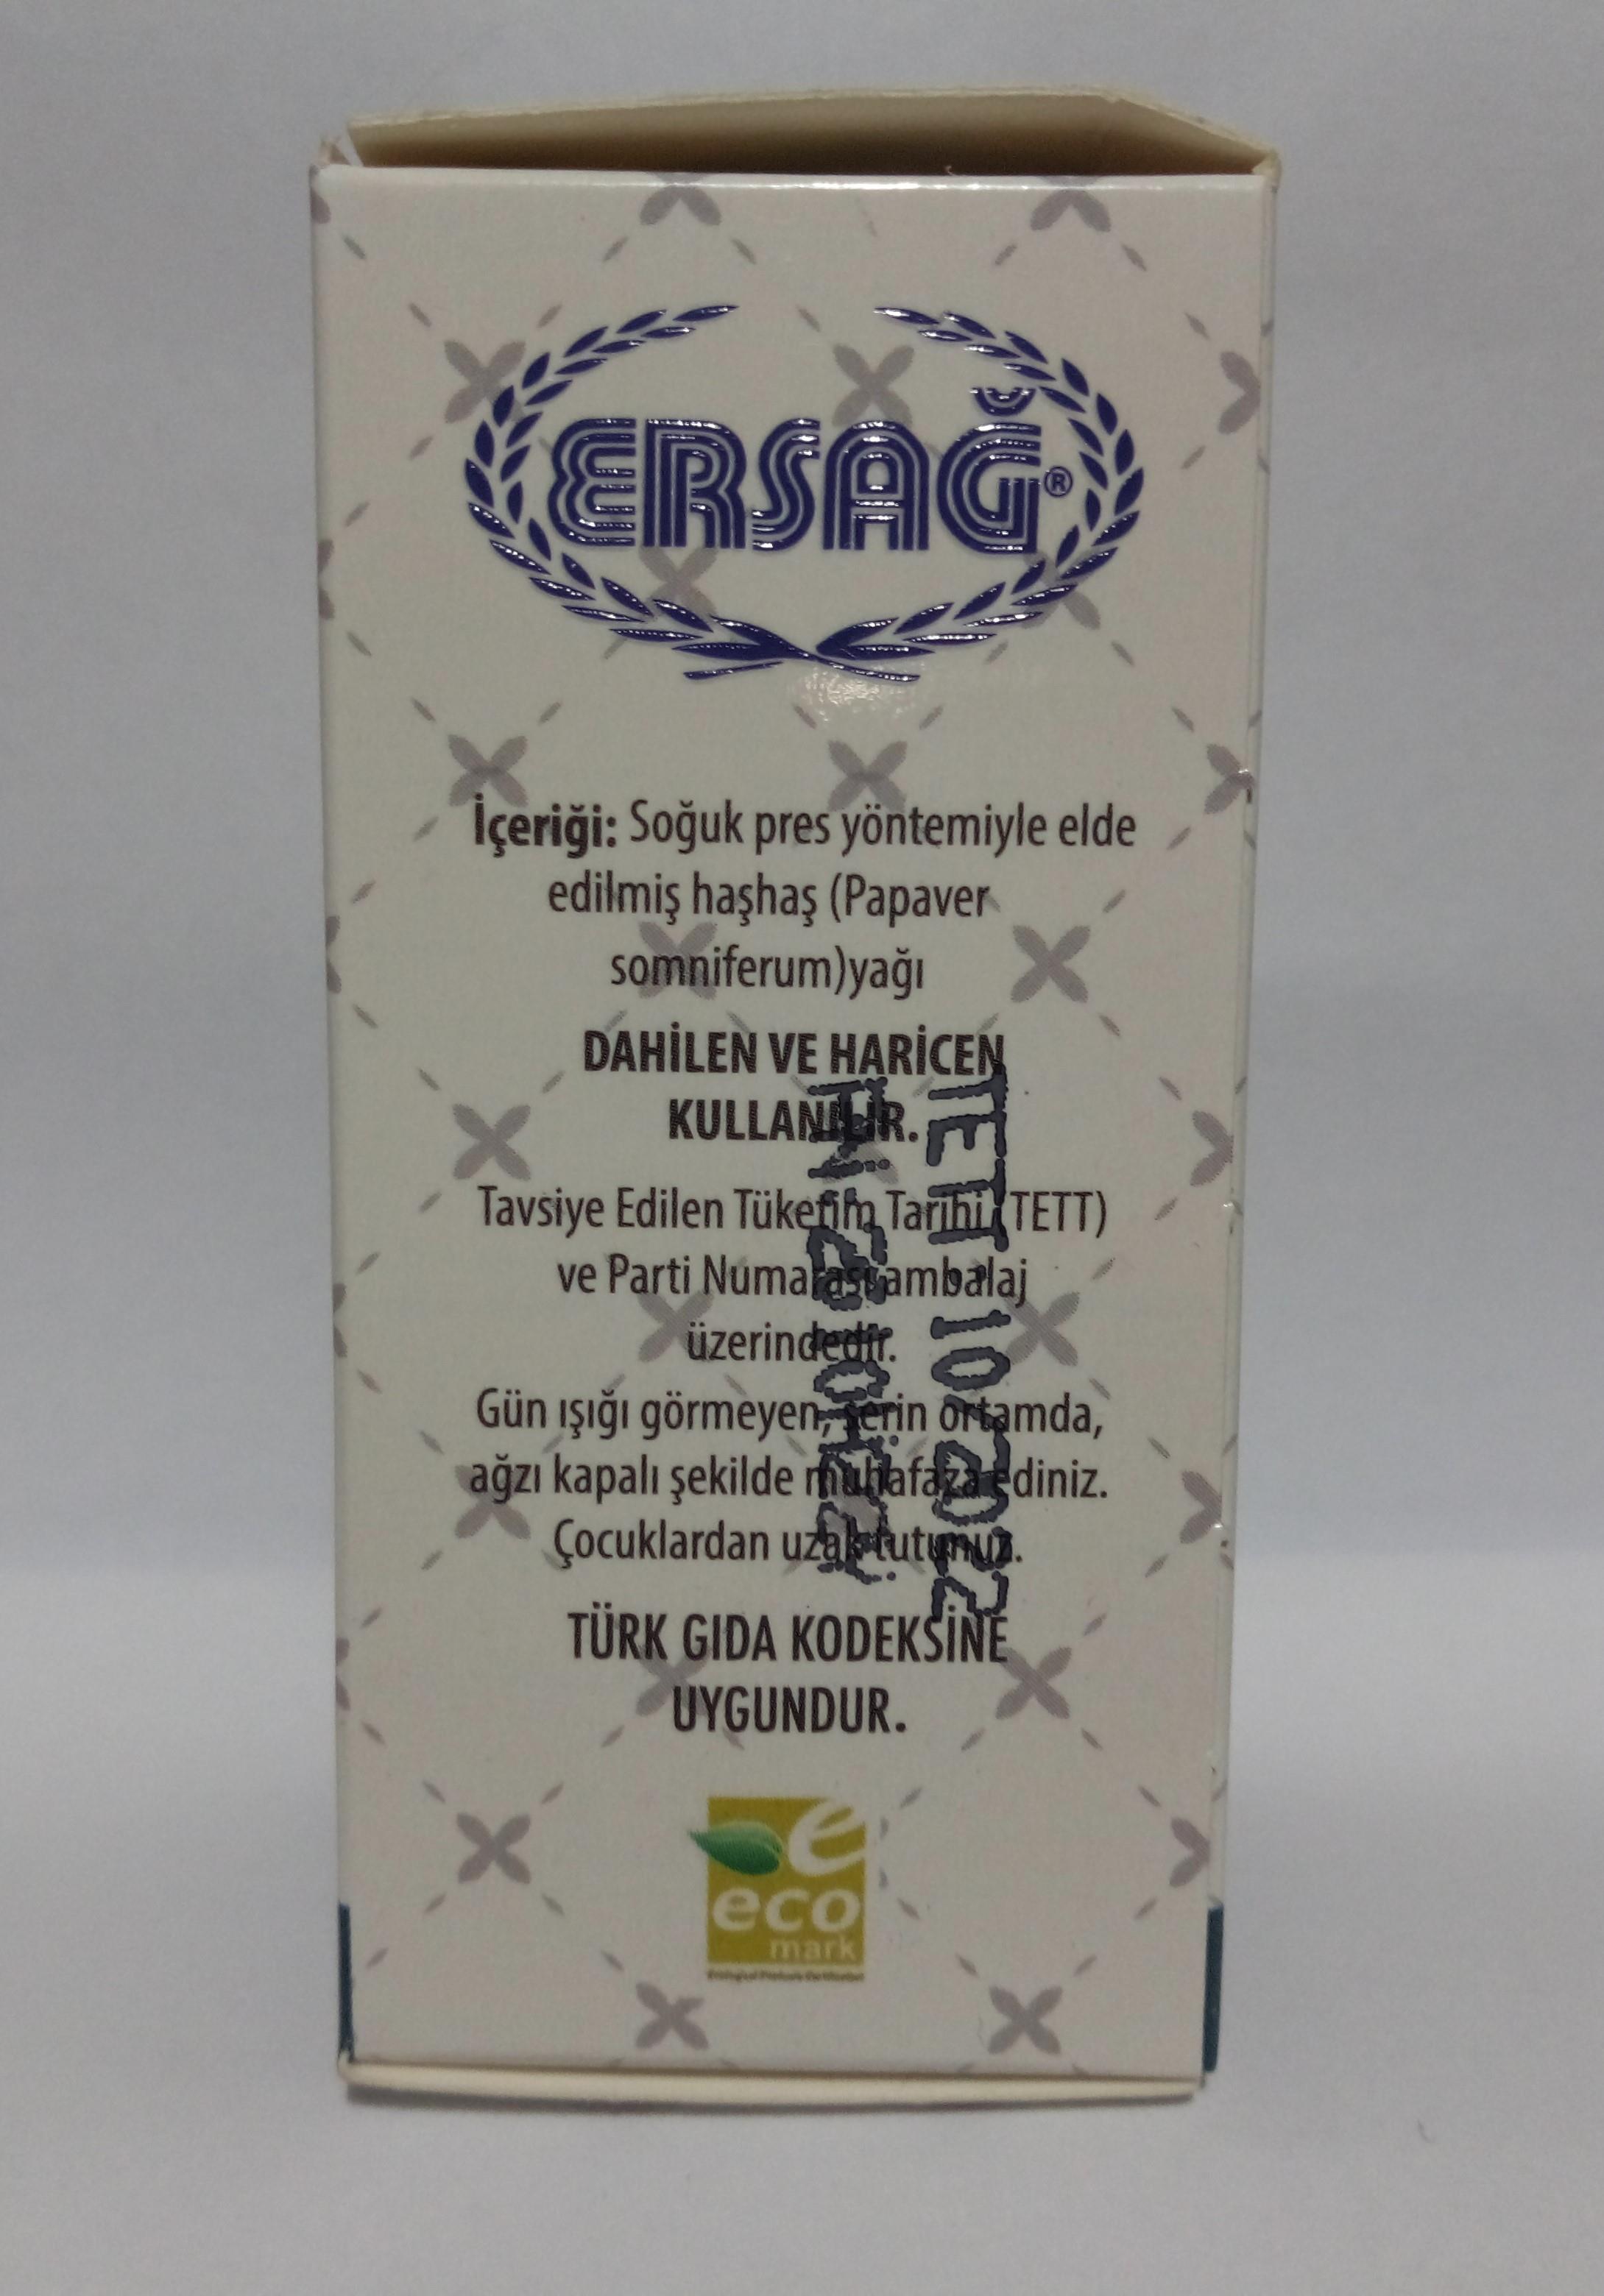 ERSAĞ®
İçeriği: Soğuk pres yöntemiyle elde
edilmiş haşhaş (Papaver
somniferum)yağı
DAHİLEN VE HARİCEN
KULLANILIR.
Tavsiye Edilen Tüketim Tarihi (TETT)
ve Parti Numarası ambalaj
üzerindedir.
Gün ışığı görmeyen, serin ortamda,
ağzı kapalı şekilde muhafaza ediniz.
Çocuklardan uzak tutunuz.
TÜRK GIDA KODEKSİNE
UYGUNDUR.
TETT: 10/2022
e
eco
mark